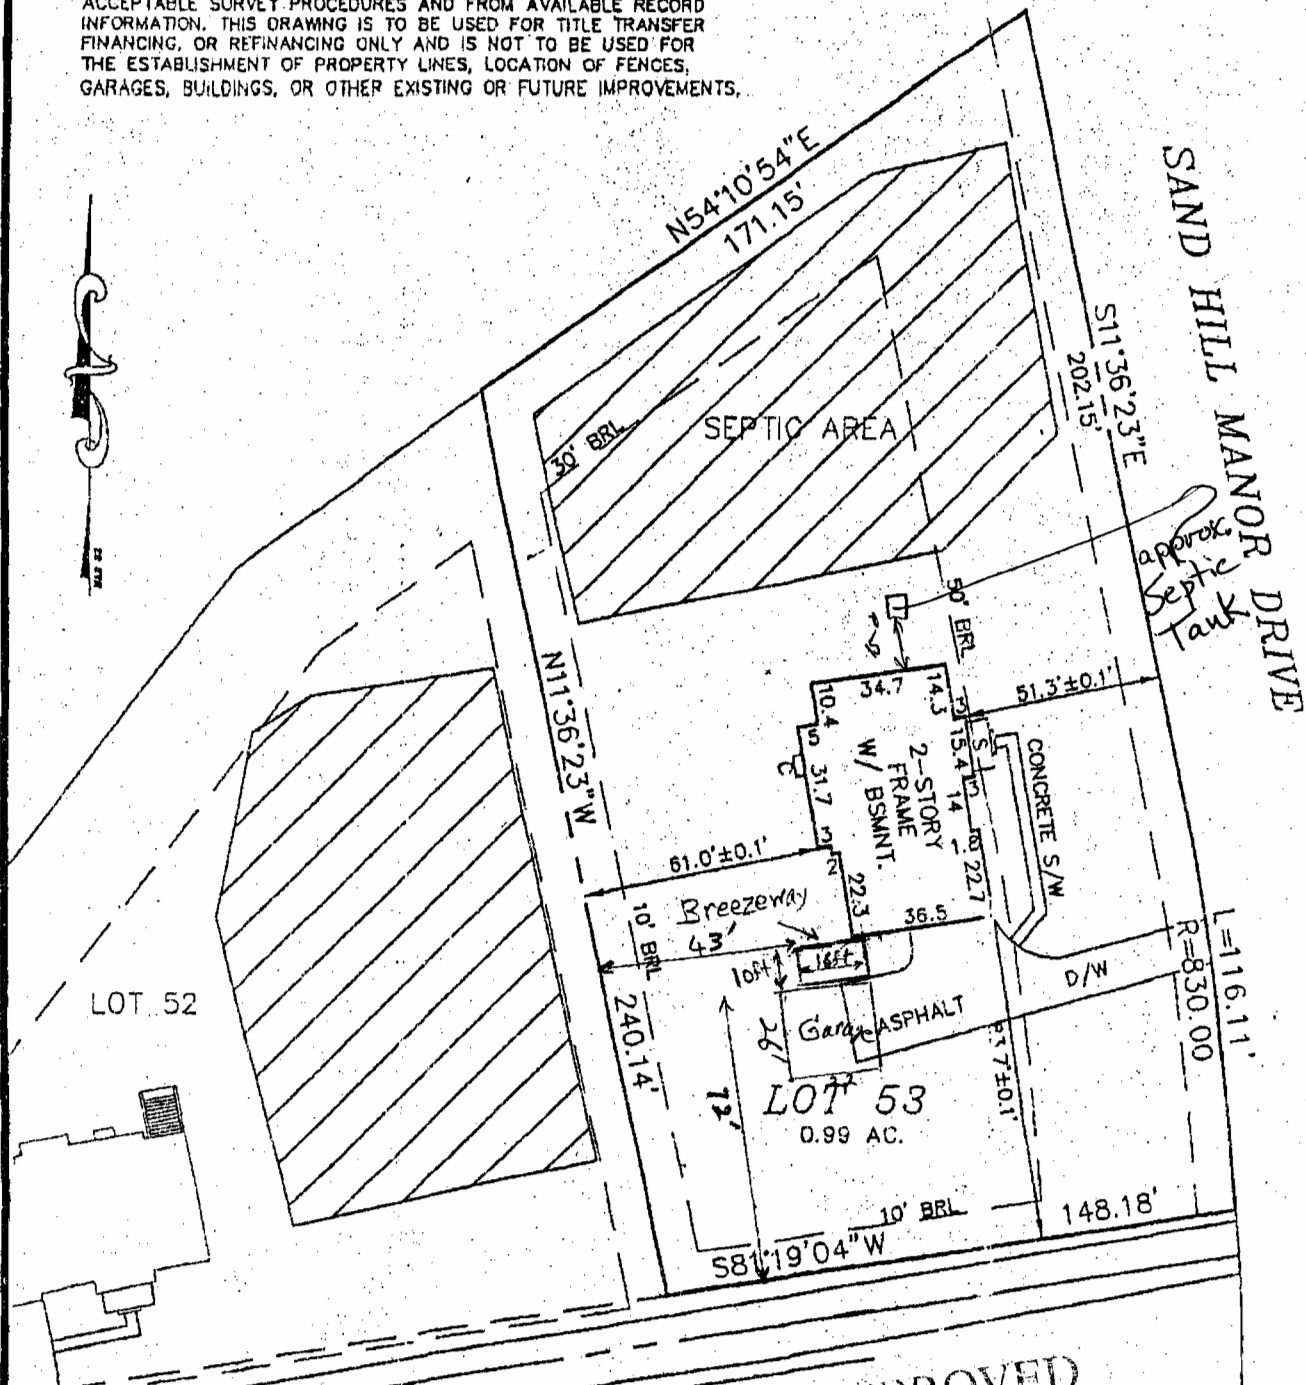 ACCEPTABLE SURVEY PROCEDURES AND FROM AVAILABLE RECORD
INFORMATION. THIS DRAWING IS TO BE USED FOR TITLE TRANSFER
FINANCING, OR REFINANCING ONLY AND IS NOT TO BE USED FOR
THE ESTABLISHMENT OF PROPERTY LINES, LOCATION OF FENCES,
GARAGES, BUILDINGS, OR OTHER EXISTING OR FUTURE IMPROVEMENTS.
N54°10'54"E
171.15'
SAND HILL MANOR DRIVE
S11°36'23"E
202.15'
SEPTIC AREA
30' BRL
approx.
Septic
Tank
50' BRL
N11°36'23"W
34.7
14.3
10.4
51.3'±0.1'
3
5
15.4
S
C
31.7
2-STORY
FRAME
W/ BSMNT.
3
14
CONCRETE S/W
3
2
22.3
22.7
61.0'±0.1'
Breezeway
43'
36.5
10' BRL
10ft
16ft
L=116.11'
R=830.00
D/W
LOT 52
240.14'
26'
Garage
ASPHALT
72'
22
LOT 53
0.99 AC.
10' BRL
148.18'
S81°19'04"W